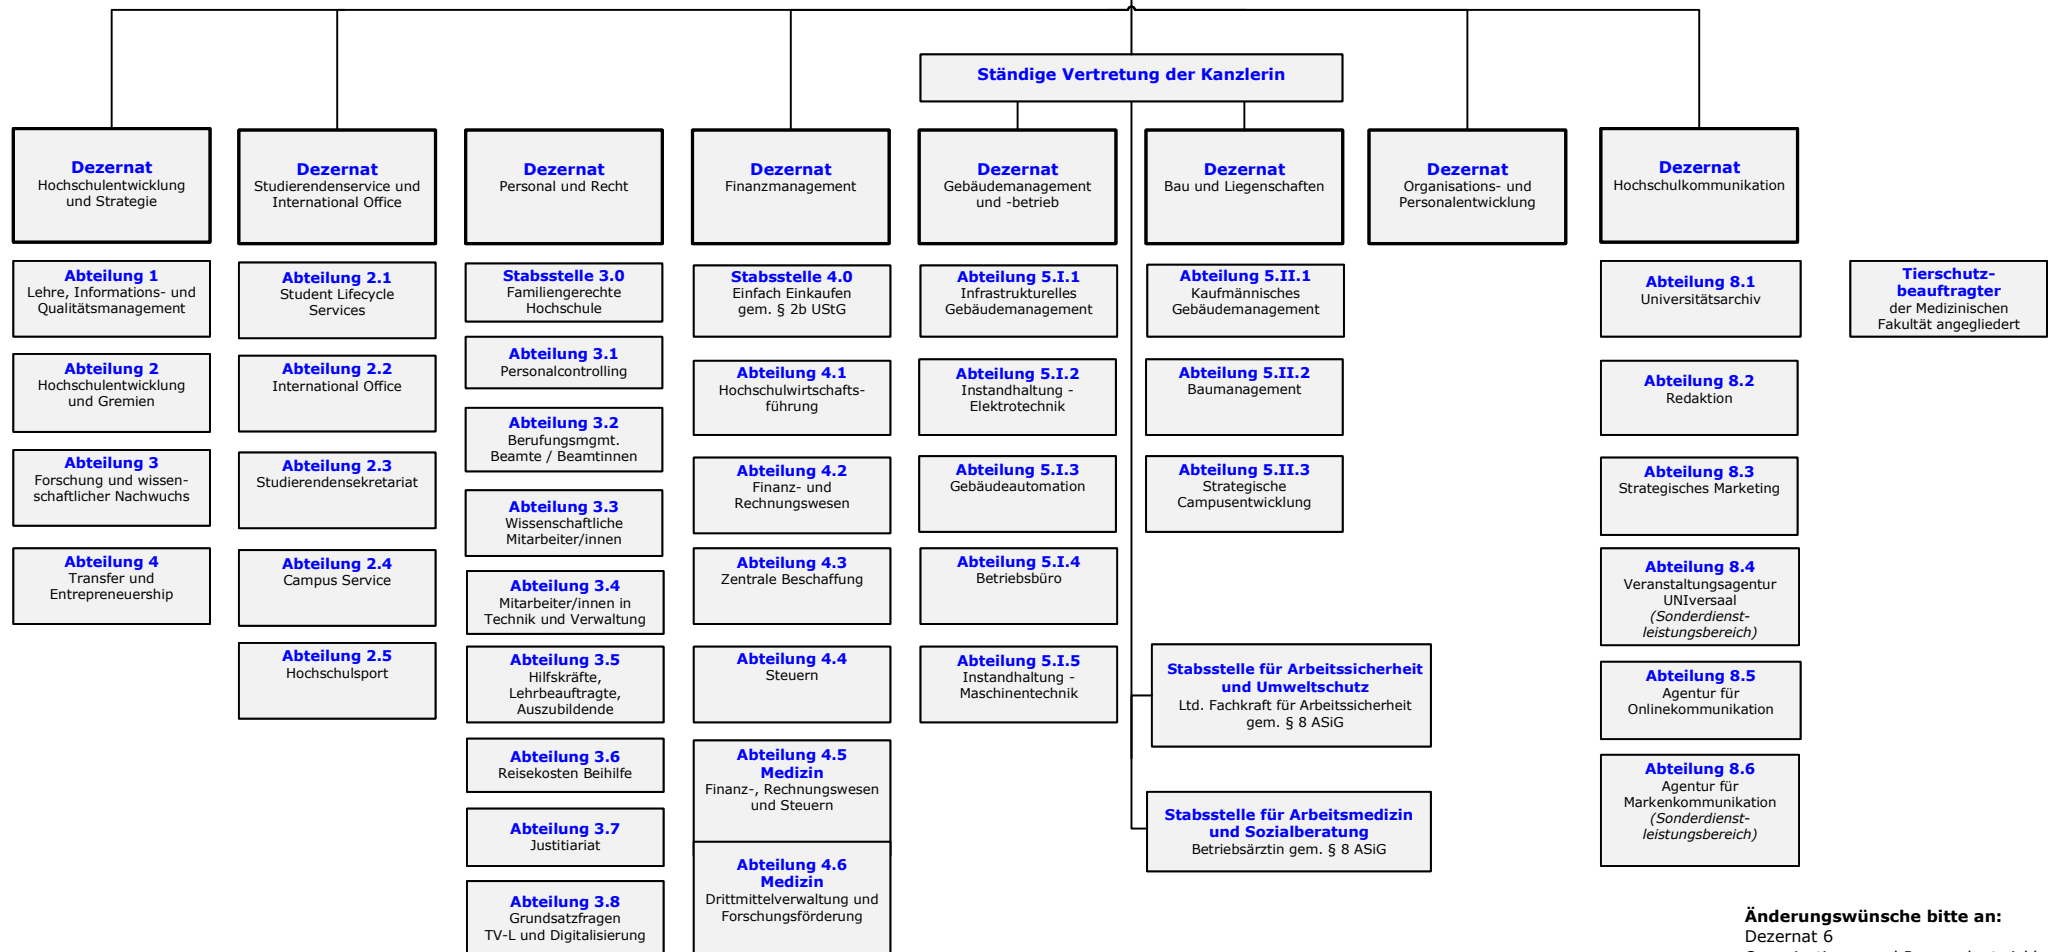 Ständige Vertretung der Kanzlerin
Dezernat
Hochschulentwicklung
und Strategie
Abteilung 1
Lehre, Informations- und
Qualitätsmanagement
Abteilung 2
Hochschulentwicklung
und Gremien
Abteilung 3
Forschung und wissen-
schaftlicher Nachwuchs
Abteilung 4
Transfer und
Entrepreneuership
Dezernat
Studierendenservice und
International Office
Abteilung 2.1
Student Lifecycle
Services
Abteilung 2.2
International Office
Abteilung 2.3
Studierendensekretariat
Abteilung 2.4
Campus Service
Abteilung 2.5
Hochschulsport
Dezernat
Personal und Recht
Stabsstelle 3.0
Familiengerechte
Hochschule
Abteilung 3.1
Personalcontrolling
Abteilung 3.2
Berufungsmgmt.
Beamte / Beamtinnen
Abteilung 3.3
Wissenschaftliche
Mitarbeiter/innen
Abteilung 3.4
Mitarbeiter/innen in
Technik und Verwaltung
Abteilung 3.5
Hilfskräfte,
Lehrbeauftragte,
Auszubildende
Abteilung 3.6
Reisekosten Beihilfe
Abteilung 3.7
Justitiariat
Abteilung 3.8
Grundsatzfragen
TV-L und Digitalisierung
Dezernat
Finanzmanagement
Stabsstelle 4.0
Einfach Einkaufen
gem. § 2b UStG
Abteilung 4.1
Hochschulwirtschafts-
führung
Abteilung 4.2
Finanz- und
Rechnungswesen
Abteilung 4.3
Zentrale Beschaffung
Abteilung 4.4
Steuern
Abteilung 4.5
Medizin
Finanz-, Rechnungswesen
und Steuern
Abteilung 4.6
Medizin
Drittmittelverwaltung und
Forschungsförderung
Dezernat
Gebäudemanagement
und -betrieb
Abteilung 5.I.1
Infrastrukturelles
Gebäudemanagement
Abteilung 5.I.2
Instandhaltung -
Elektrotechnik
Abteilung 5.I.3
Gebäudeautomation
Abteilung 5.I.4
Betriebsbüro
Abteilung 5.I.5
Instandhaltung -
Maschinentechnik
Dezernat
Bau und Liegenschaften
Abteilung 5.II.1
Kaufmännisches
Gebäudemanagement
Abteilung 5.II.2
Baumanagement
Abteilung 5.II.3
Strategische
Campusentwicklung
Stabsstelle für Arbeitssicherheit
und Umweltschutz
Ltd. Fachkraft für Arbeitssicherheit
gem. § 8 ASiG
Stabsstelle für Arbeitsmedizin
und Sozialberatung
Betriebsärztin gem. § 8 ASiG
Dezernat
Organisations- und
Personalentwicklung
Dezernat
Hochschulkommunikation
Abteilung 8.1
Universitätsarchiv
Abteilung 8.2
Redaktion
Abteilung 8.3
Strategisches Marketing
Abteilung 8.4
Veranstaltungsagentur
UNIversaal
(Sonderdienst-
leistungsbereich)
Abteilung 8.5
Agentur für
Onlinekommunikation
Abteilung 8.6
Agentur für
Markenkommunikation
(Sonderdienst-
leistungsbereich)
Tierschutz-
beauftragter
der Medizinischen
Fakultät angegliedert
Änderungswünsche bitte an:
Dezernat 6